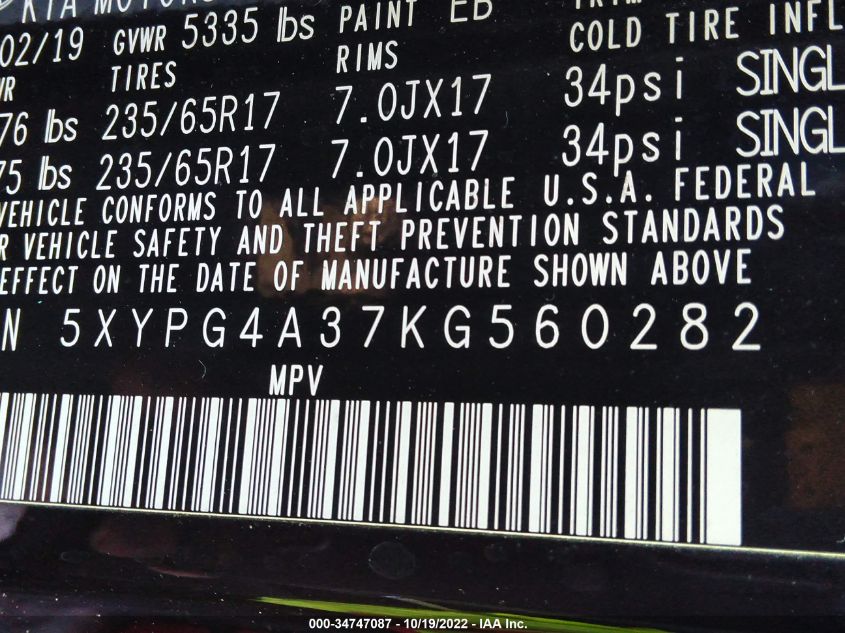 KIA MOTORS
02/19 GVWR 5335 lbs PAINT EB
TIRES RIMS COLD TIRE INFL
76 lbs 235/65R17 7.0JX17 34psi SINGL
75 lbs 235/65R17 7.0JX17 34psi SINGL
VEHICLE CONFORMS TO ALL APPLICABLE U.S.A. FEDERAL
R VEHICLE SAFETY AND THEFT PREVENTION STANDARDS
EFFECT ON THE DATE OF MANUFACTURE SHOWN ABOVE
N 5XYPG4A37KG560282
MPV
000-34747087 - 10/19/2022 - IAA Inc.